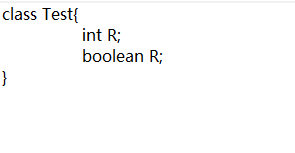 class Test{
int R;
boolean R;
}